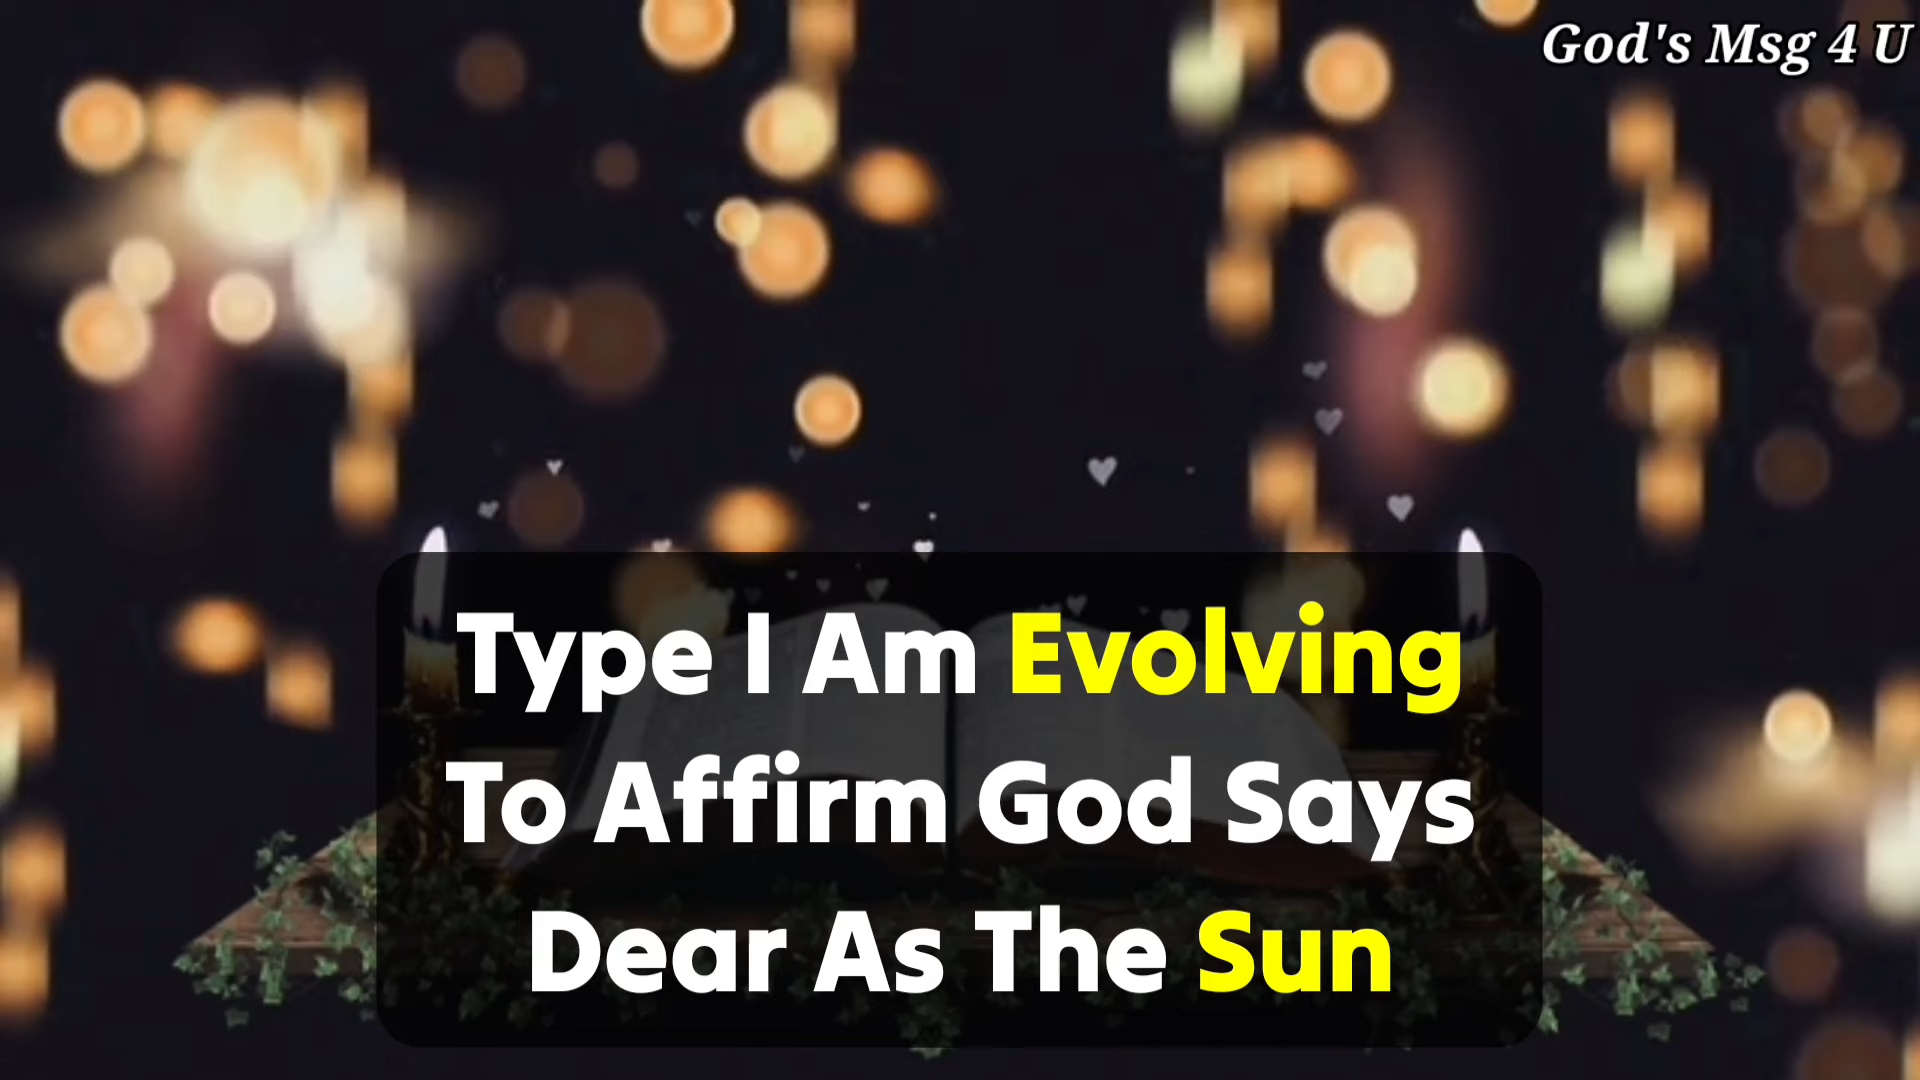 God's Msg 4 U
Type I Am Evolving
To Affirm God Says
Dear As The Sun